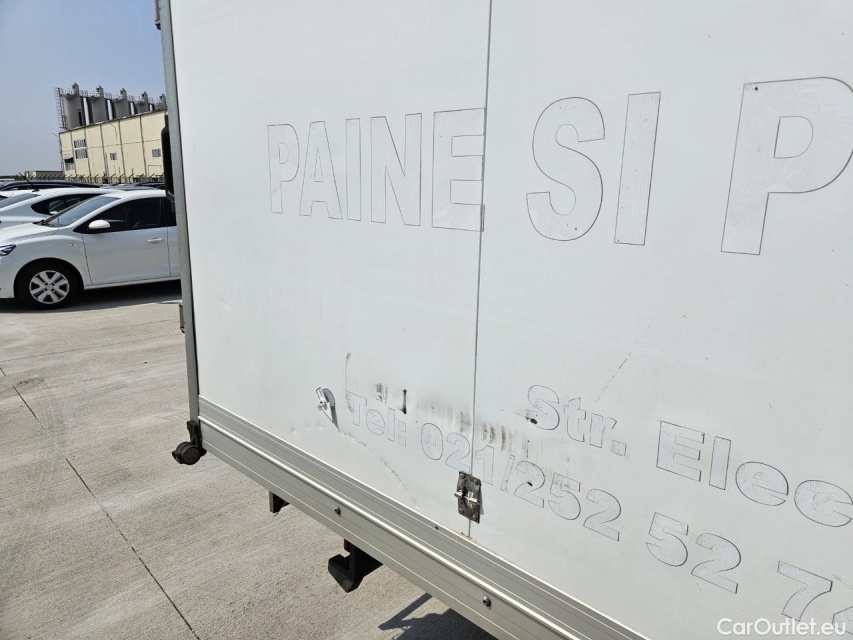 PAINE SI P
Str. Elec
Tel: 021/252 52 7
CarOutlet.eu